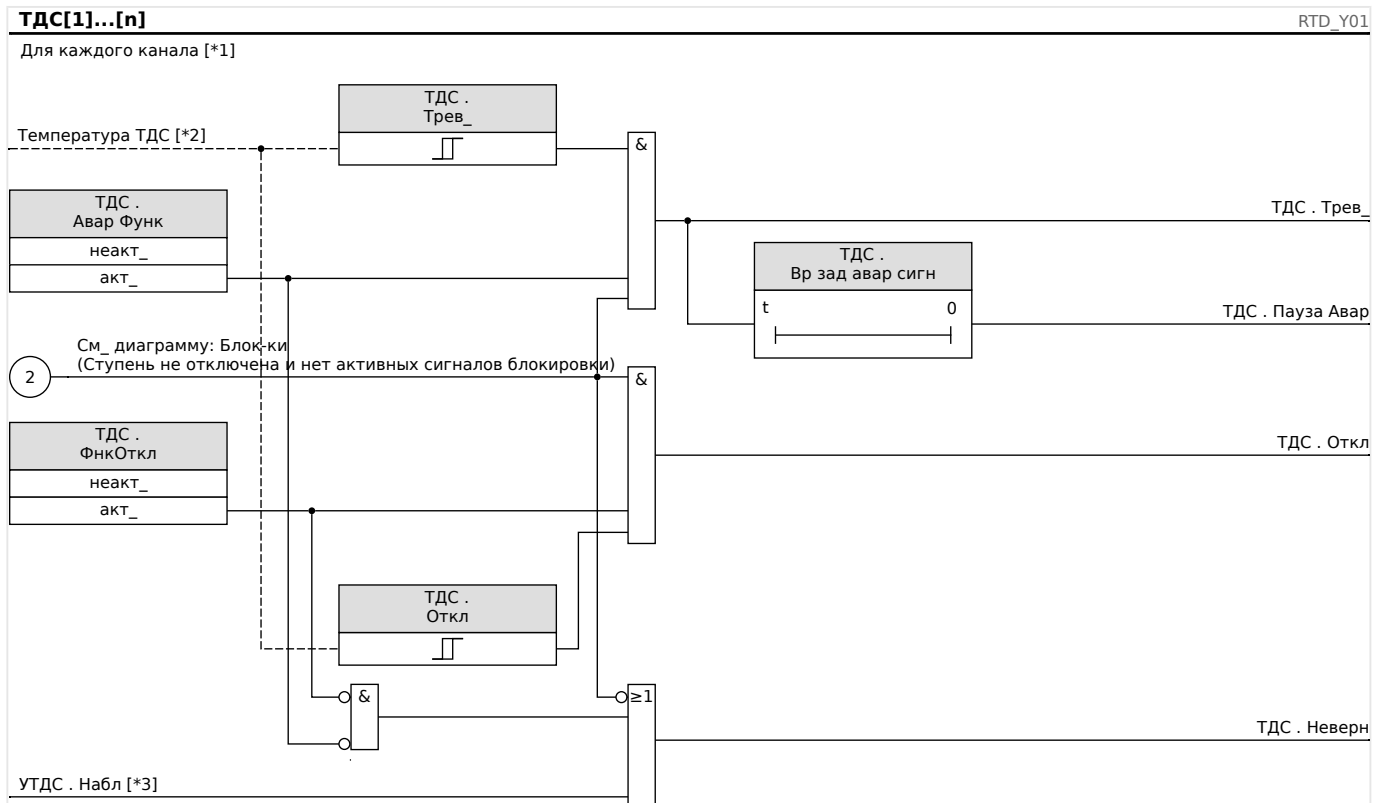 ТДС[1]...[n]
RTD_Y01
Для каждого канала [*1]
ТДС .
Трев_
Температура ТДС [*2]
&
ТДС .
Авар Функ
неакт_
акт_
ТДС . Трев_
ТДС .
Вр зад авар сигн
t 0
ТДС . Пауза Авар
См_ диаграмму: Блок-ки
(Ступень не отключена и нет активных сигналов блокировки)
2
&
ТДС .
ФнкОткл
неакт_
акт_
ТДС . Откл
ТДС .
Откл
&
≥1
ТДС . Неверн
УТДС . Набл [*3]